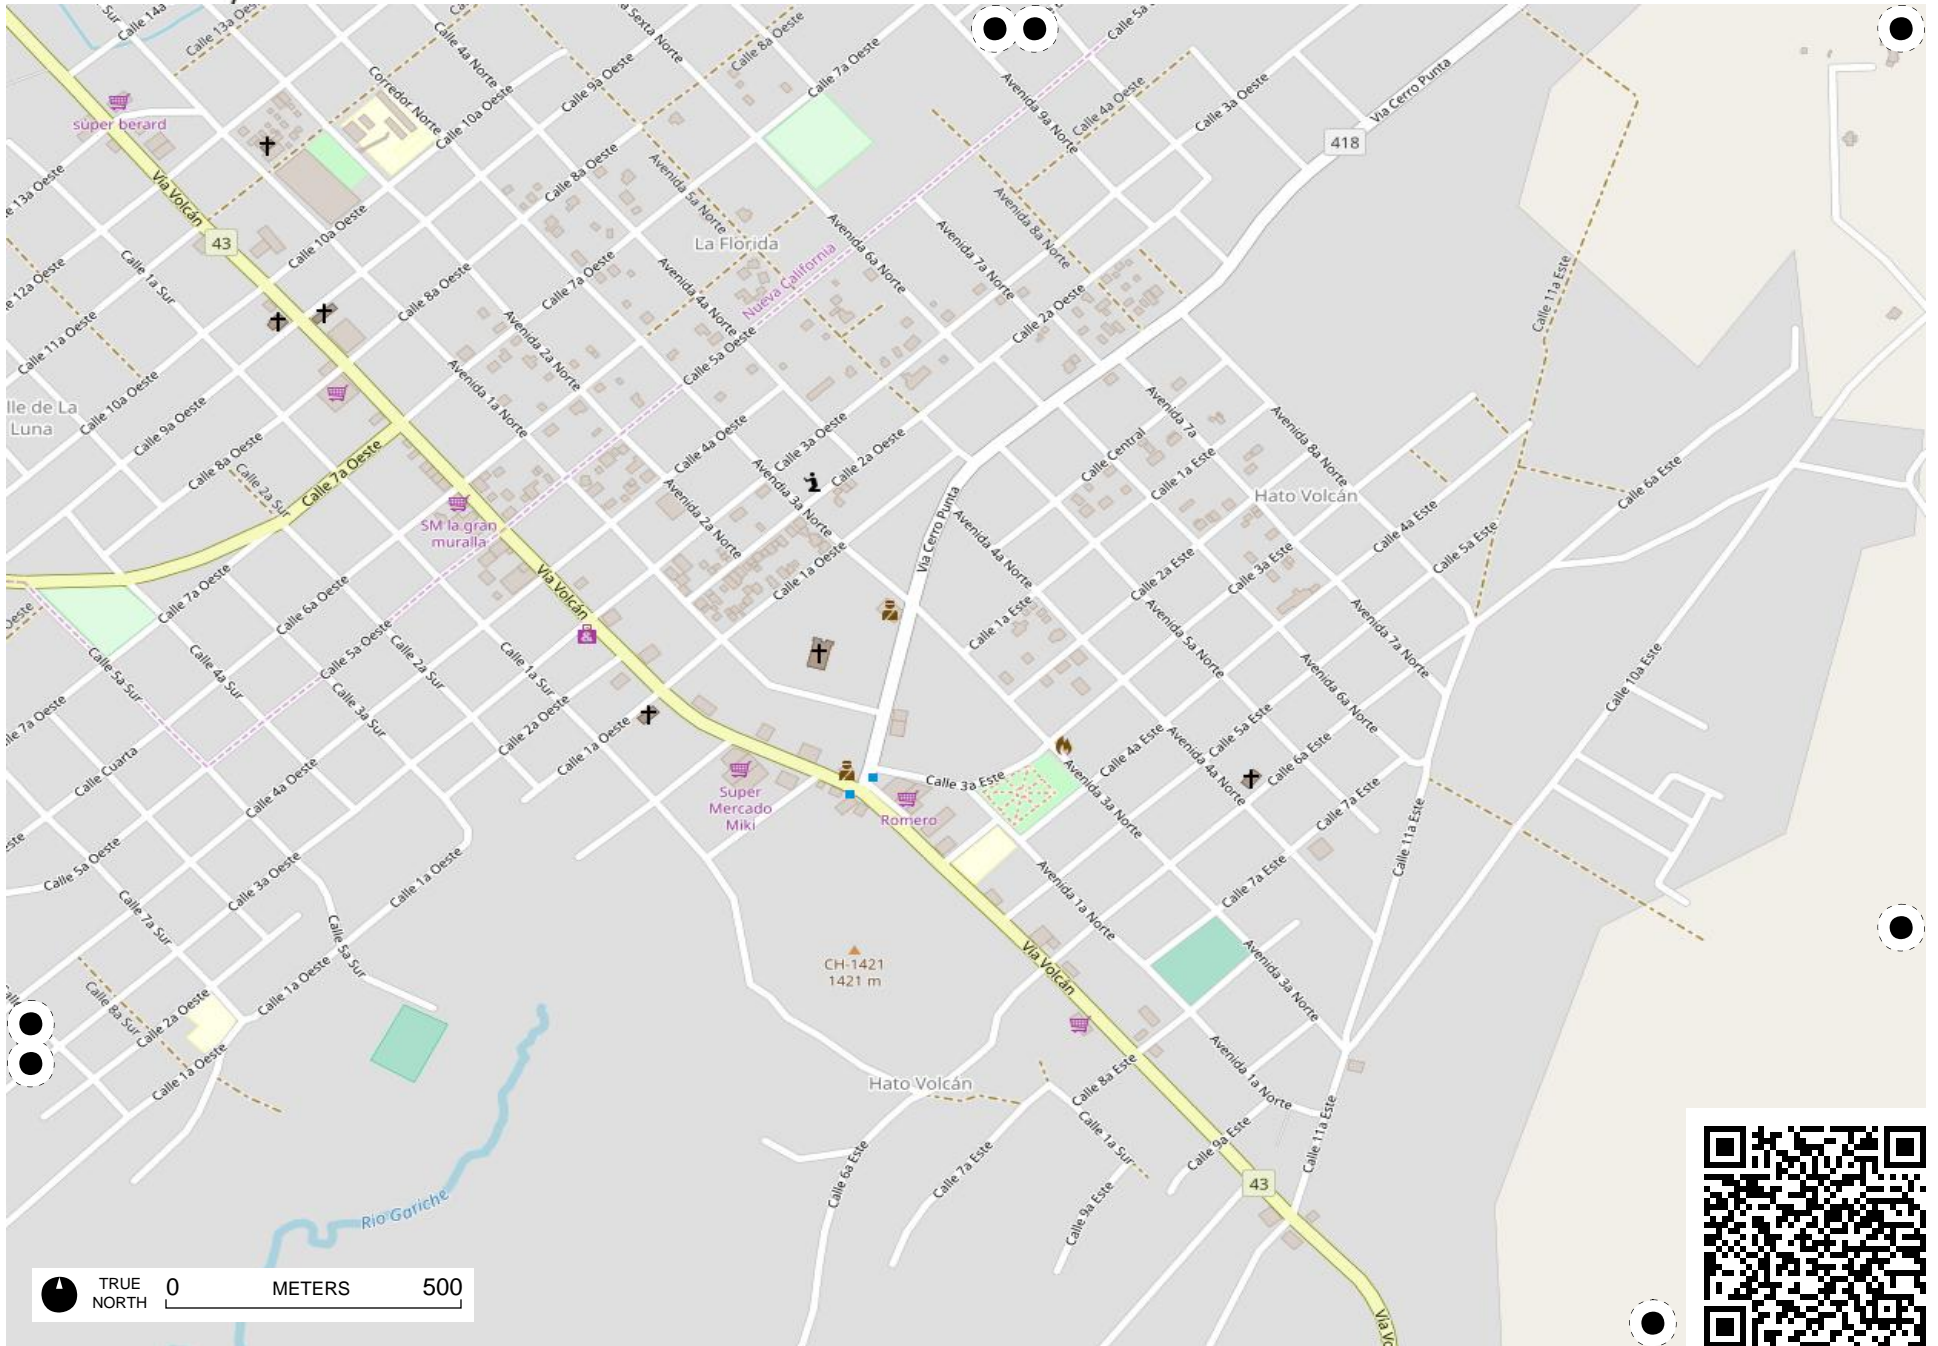 Calle 14a
Sur
Calle 13a Oeste
Calle 4a Norte
a Sexta Norte
Calle 8a Oeste
Calle 7a Oeste
Calle 5a
Corredor Norte
Calle 10a Oeste
Calle 9a Oeste
Avenida 9a Norte
Calle 4a Oeste
Calle 3a Oeste
Via Cerro Punta
418
súper berard
Vía Volcán
e 13a Oeste
43
Calle 10a Oeste
Calle 8a Oeste
Avenida 5a Norte
La Florida
Avenida 6a Norte
Avenida 7a Norte
Avenida 8a Norte
Nueva California
Calle 1a Sur
e 12a Oeste
Calle 8a Oeste
Calle 7a Oeste
Avenida 4a Norte
Calle 2a Oeste
Calle 11a Este
Calle 11a Oeste
Avenida 2a Norte
Avenida 1a Norte
Calle 5a Oeste
Calle 10a Oeste
Calle 9a Oeste
lle de La
Luna
Calle 8a Oeste
Calle 7a Oeste
Calle 2a Sur
Calle 4a Oeste
Calle 3a Oeste
Calle 2a Oeste
Avenida 3a Norte
Avenida 2a Norte
Calle Central
Avenida 7a
Calle 1a Este
Avenida 8a Norte
Hato Volcán
Calle 6a Este
SM la gran
muralla
Vía Volcán
Calle 1a Oeste
Via Cerro Punta
Avenida 4a Norte
Calle 2a Este
Calle 3a Este
Calle 4a Este
Calle 5a Este
Oeste
Calle 7a Oeste
Calle 6a Oeste
Calle 5a Oeste
Calle 5a Sur
Calle 4a Sur
Calle 3a Sur
Calle 2a Sur
Calle 1a Sur
Calle 1a Este
Avenida 5a Norte
Avenida 6a Norte
Avenida 7a Norte
Calle 10a Este
lle 7a Oeste
Calle Cuarta
Calle 4a Oeste
Calle 2a Oeste
Calle 1a Oeste
Super
Mercado
Miki
Romero
Calle 3a Este
Calle 4a Este
Calle 5a Este
Calle 6a Este
Calle 7a Este
Avenida 4a Norte
Avenida 3a Norte
Calle 11a Este
este
Calle 5a Oeste
Calle 3a Oeste
Calle 1a Oeste
Calle 7a Sur
Calle 5a Sur
Avenida 1a Norte
Calle 7a Este
Avenida 3a Norte
CH-1421
1421 m
Vía Volcán
Calle 1a Oeste
Calle 2a Oeste
Calle 8a Sur
Calle 1a Oeste
Hato Volcán
Calle 8a Este
Avenida 1a Norte
Calle 1a Sur
Calle 9a Este
Calle 11a Este
Calle 6a Este
Calle 7a Este
Calle 9a Este
43
Rio Gariche
TRUE
NORTH
0 METERS 500
Vía Vo